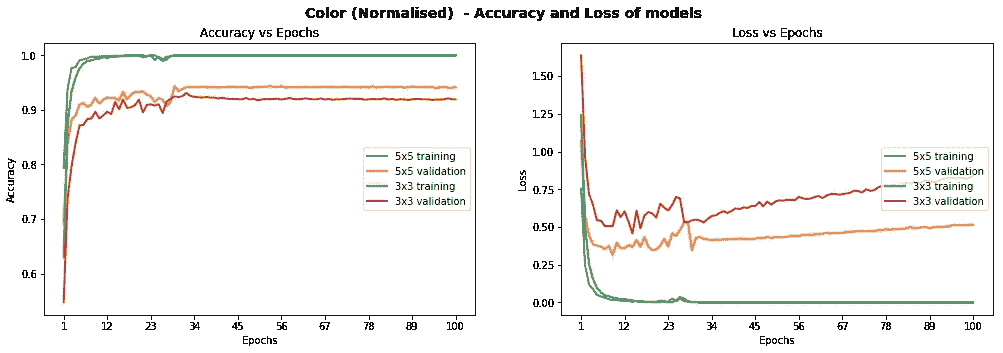 Color (Normalised) - Accuracy and Loss of models
Accuracy vs Epochs
1.0
0.9
0.8
0.7
0.6
Accuracy
5x5 training
5x5 validation
3x3 training
3x3 validation
1 12 23 34 45 56 67 78 89 100
Epochs
Loss vs Epochs
1.50
1.25
1.00
0.75
0.50
0.25
0.00
Loss
5x5 training
5x5 validation
3x3 training
3x3 validation
1 12 23 34 45 56 67 78 89 100
Epochs